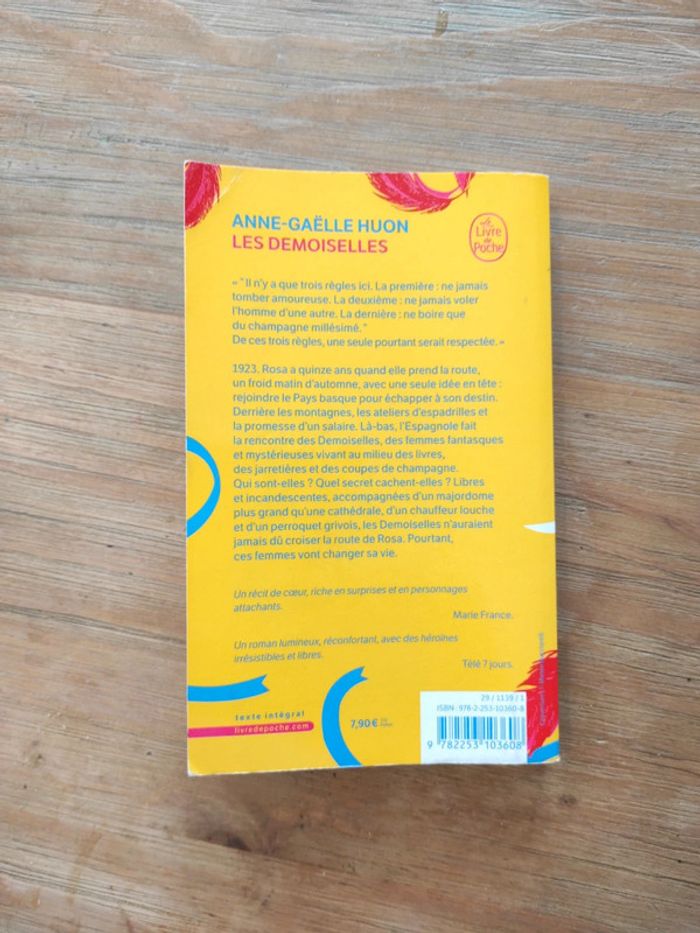 ANNE-GAËLLE HUON
LES DEMOISELLES
Le
Livre
de
Poche
« "Il n'y a que trois règles ici. La première : ne jamais
tomber amoureuse. La deuxième : ne jamais voler
l'homme d'une autre. La dernière : ne boire que
du champagne millésimé."
De ces trois règles, une seule pourtant serait respectée. »
1923. Rosa a quinze ans quand elle prend la route,
un froid matin d'automne, avec une seule idée en tête :
rejoindre le Pays basque pour échapper à son destin.
Derrière les montagnes, les ateliers d'espadrilles et
la promesse d'un salaire. Là-bas, l'Espagnole fait
la rencontre des Demoiselles, des femmes fantasques
et mystérieuses vivant au milieu des livres,
des jarretières et des coupes de champagne.
Qui sont-elles ? Quel secret cachent-elles ? Libres
et incandescentes, accompagnées d'un majordome
plus grand qu'une cathédrale, d'un chauffeur louche
et d'un perroquet grivois, les Demoiselles n'auraient
jamais dû croiser la route de Rosa. Pourtant,
ces femmes vont changer sa vie.
Un récit de cœur, riche en surprises et en personnages
attachants.
Marie France.
Un roman lumineux, réconfortant, avec des héroïnes
irrésistibles et libres.
Télé 7 jours.
texte intégral
livredepoche.com
7,90 €
29 / 1139 / 1
ISBN : 978-2-253-10360-8
9 782253 103608